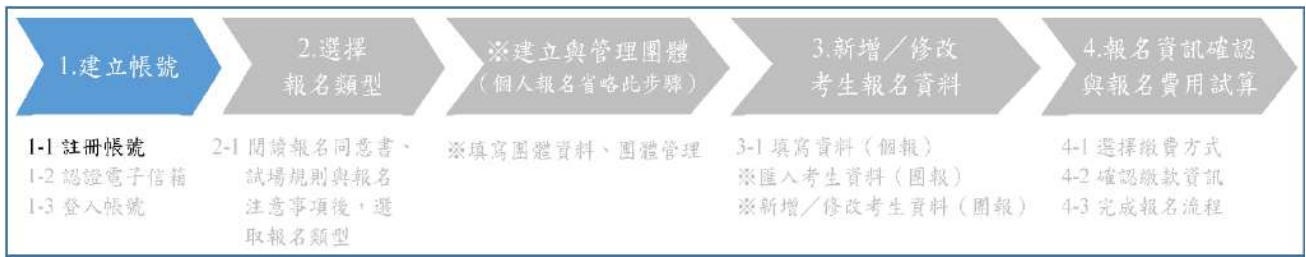 1.建立帳號
1-1 註冊帳號
1-2 認證電子信箱
1-3 登入帳號
2.選擇
報名類型
2-1 閱讀報名同意書、
試場規則與報名
注意事項後，選
取報名類型
※建立與管理團體
（個人報名省略此步驟）
※填寫團體資料、團體管理
3.新增／修改
考生報名資料
3-1 填寫資料（個報）
※匯入考生資料（團報）
※新增／修改考生資料（團報）
4.報名資訊確認
與報名費用試算
4-1 選擇繳費方式
4-2 確認繳款資訊
4-3 完成報名流程